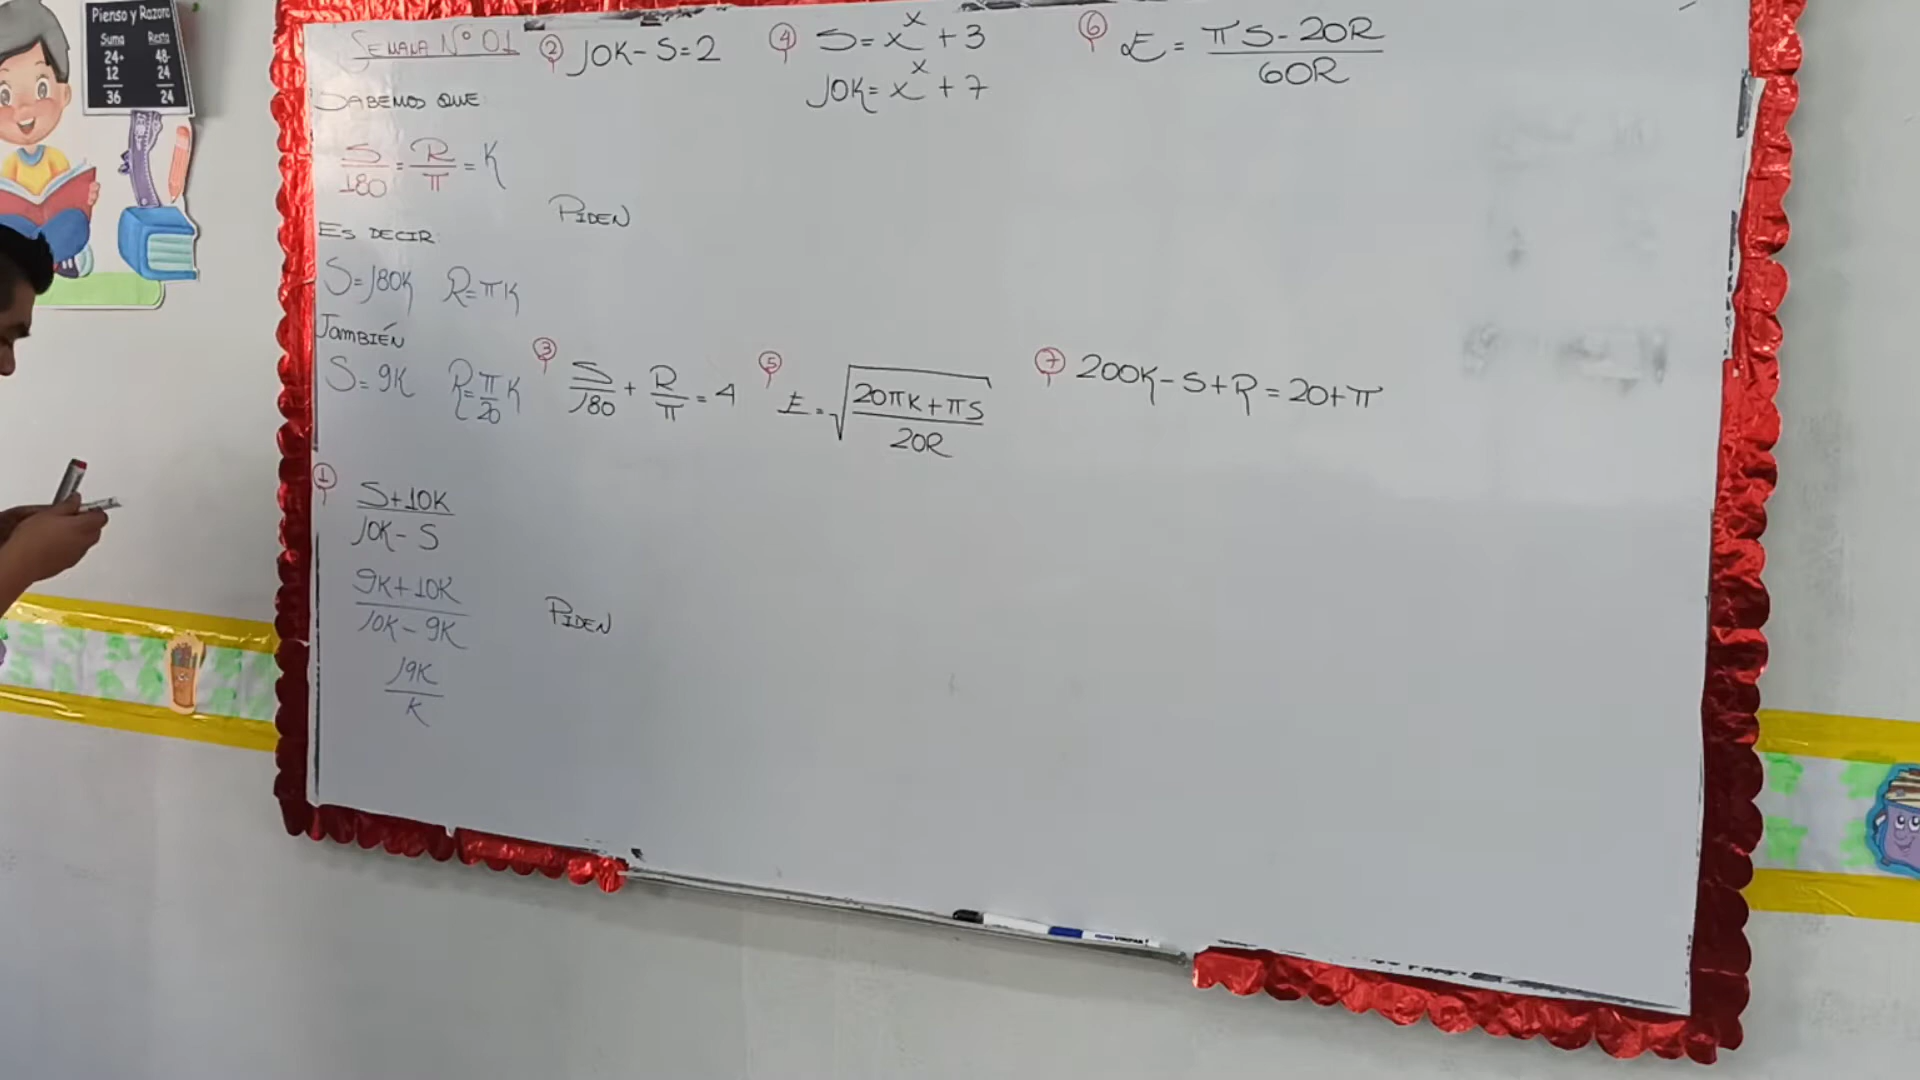 Pienso y Razono
Suma Resta
24+ 48-
12 24
36 24
SEMANA Nº 01
SABEMOS QUE:
S/180 = R/π = K
ES DECIR:
S=180K R=πK
TAMBIÉN
S=9K R=π/20 K
①
S+10K / 10K-S
9K+10K / 10K-9K
19K / K
② 10K-S=2
PIDEN
③ S/180 + R/π = 4
PIDEN
④ S=x^x+3
10K=x^x+7
⑤ E=√((20πK+πS)/20R)
⑥ E = (πS-20R)/60R
⑦ 200K-S+R=20+π